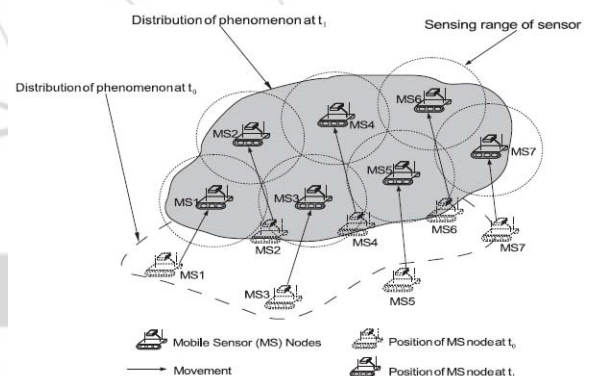 Distribution of phenomenon at t₁
Sensing range of sensor
Distribution of phenomenon at t₀
MS6
MS2
MS4
MS7
MS5
MS1
MS3
MS2
MS4
MS6
MS7
MS1
MS3
MS5
Mobile Sensor (MS) Nodes
Position of MS node at t₀
Movement
Position of MS node at t